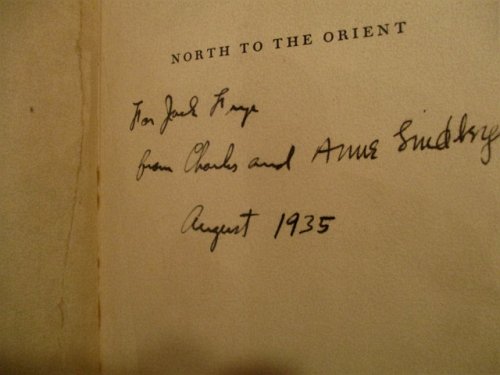 NORTH TO THE ORIENT
For Jack Frye
from Charles and Anne Lindbergh
August 1935